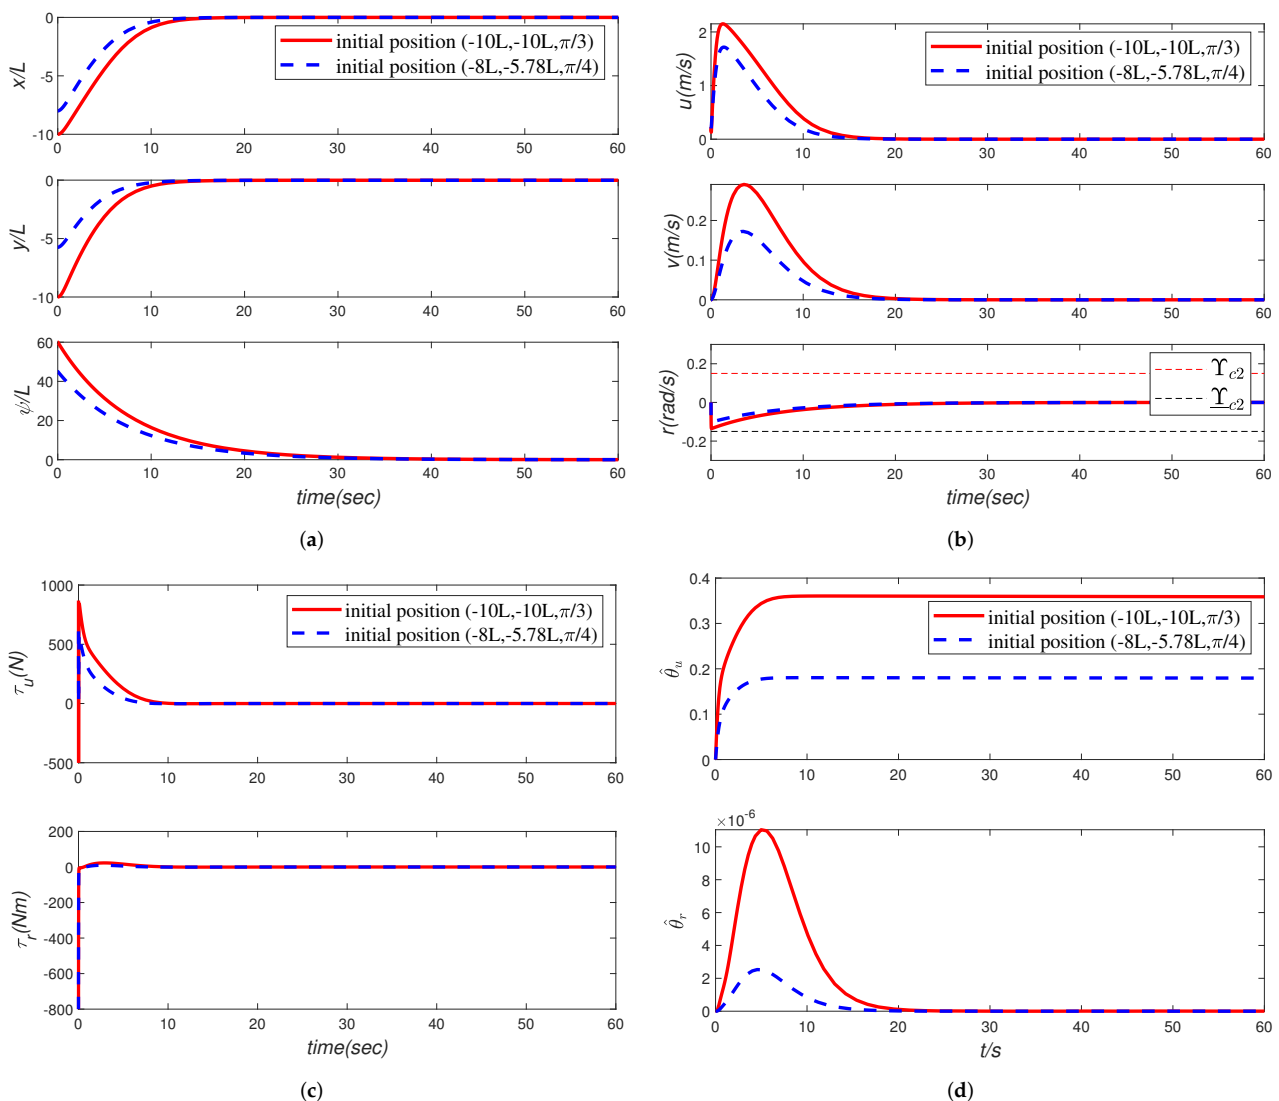 x/L
0
-5
-10
0 10 20 30 40 50 60
initial position (-10L,-10L,π/3)
initial position (-8L,-5.78L,π/4)
y/L
0
-5
-10
0 10 20 30 40 50 60
ψ/L
60
40
20
0
0 10 20 30 40 50 60
time(sec)
(a)
u(m/s)
2
1
0
0 10 20 30 40 50 60
initial position (-10L,-10L,π/3)
initial position (-8L,-5.78L,π/4)
v(m/s)
0.2
0.1
0
0 10 20 30 40 50 60
r(rad/s)
0.2
0
-0.2
0 10 20 30 40 50 60
ϒ̅c2
ϒ̲c2
time(sec)
(b)
τu(N)
1000
500
0
-500
0 10 20 30 40 50 60
initial position (-10L,-10L,π/3)
initial position (-8L,-5.78L,π/4)
τr(Nm)
200
0
-200
-400
-600
-800
0 10 20 30 40 50 60
time(sec)
(c)
θ̂u
0.4
0.3
0.2
0.1
0
0 10 20 30 40 50 60
initial position (-10L,-10L,π/3)
initial position (-8L,-5.78L,π/4)
×10⁻⁶
θ̂r
10
8
6
4
2
0
0 10 20 30 40 50 60
t/s
(d)